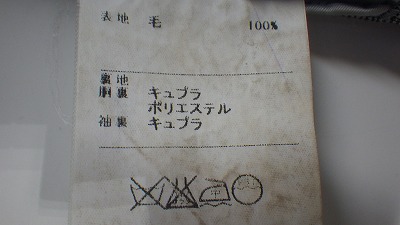 表地 毛 100%
裏地
胴裏 キュプラ
ポリエステル
袖裏 キュプラ
中